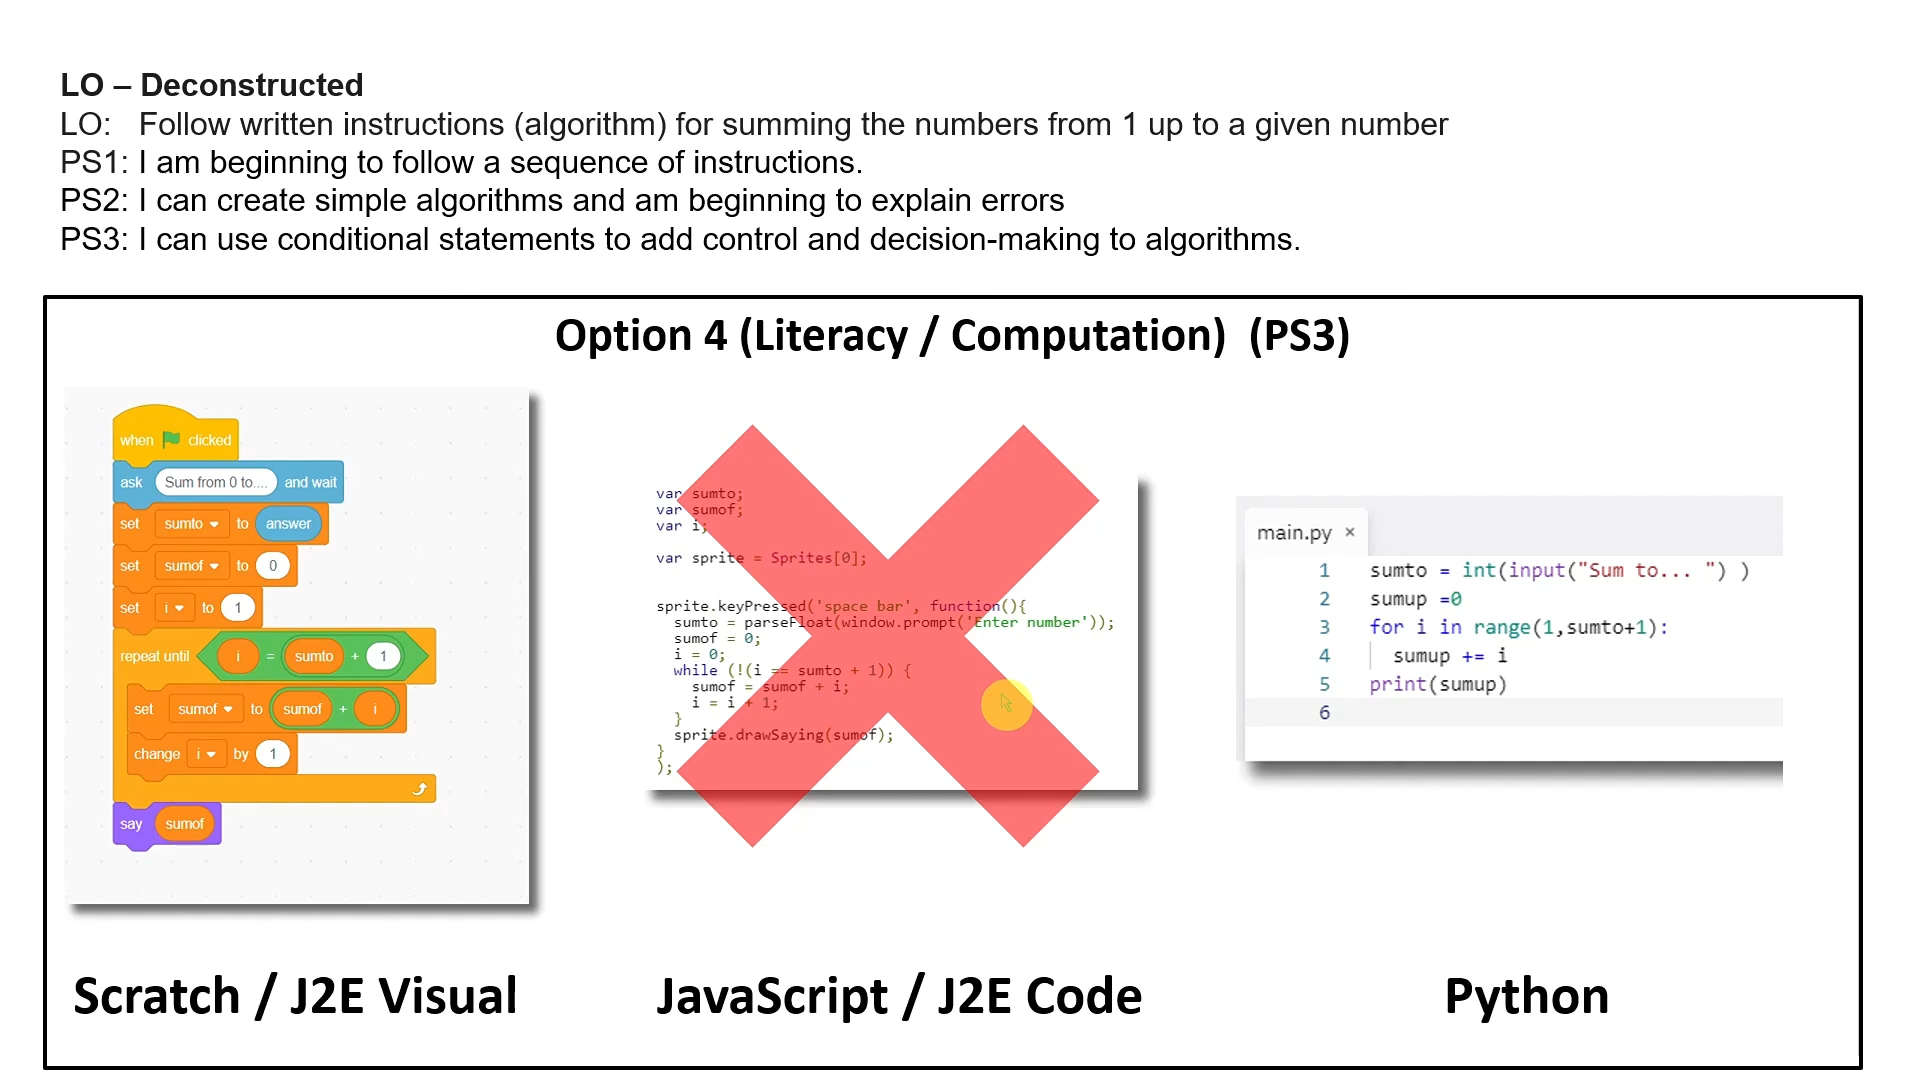 LO – Deconstructed
LO: Follow written instructions (algorithm) for summing the numbers from 1 up to a given number
PS1: I am beginning to follow a sequence of instructions.
PS2: I can create simple algorithms and am beginning to explain errors
PS3: I can use conditional statements to add control and decision-making to algorithms.
Option 4 (Literacy / Computation) (PS3)
when clicked
ask Sum from 0 to.... and wait
set sumto to answer
set sumof to 0
set i to 1
repeat until i = sumto + 1
set sumof to sumof + i
change i by 1
say sumof
var sumto;
var sumof;
var i;
var sprite = Sprites[0];
sprite.keyPressed('space bar', function(){
sumto = parseFloat(window.prompt('Enter number'));
sumof = 0;
i = 0;
while (!(i == sumto + 1)) {
sumof = sumof + i;
i = i + 1;
}
sprite.drawSaying(sumof);
}
);
main.py ×
1 sumto = int(input("Sum to... ") )
2 sumup =0
3 for i in range(1,sumto+1):
4 sumup += i
5 print(sumup)
6
Scratch / J2E Visual
JavaScript / J2E Code
Python